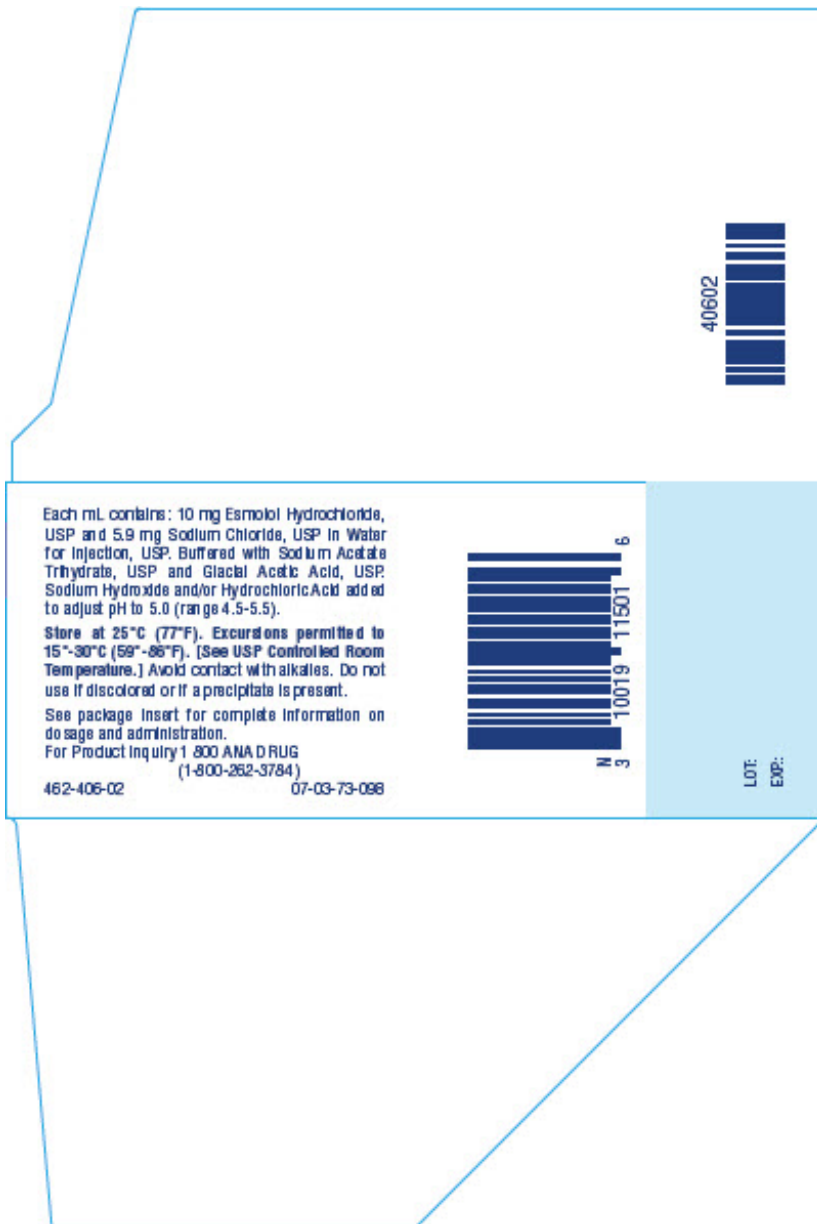 40602
Each mL contains: 10 mg Esmolol Hydrochloride,
USP and 5.9 mg Sodium Chloride, USP in Water
for Injection, USP. Buffered with Sodium Acetate
Trihydrate, USP and Glacial Acetic Acid, USP.
Sodium Hydroxide and/or Hydrochloric Acid added
to adjust pH to 5.0 (range 4.5-5.5).
Store at 25°C (77°F). Excursions permitted to
15°-30°C (59°-86°F). [See USP Controlled Room
Temperature.] Avoid contact with alkalies. Do not
use if discolored or if a precipitate is present.
See package insert for complete information on
dosage and administration.
For Product Inquiry 1 800 ANA DRUG
(1-800-262-3784)
462-406-02 07-03-73-098
N
3 10019 11501 6
LOT:
EXP.: